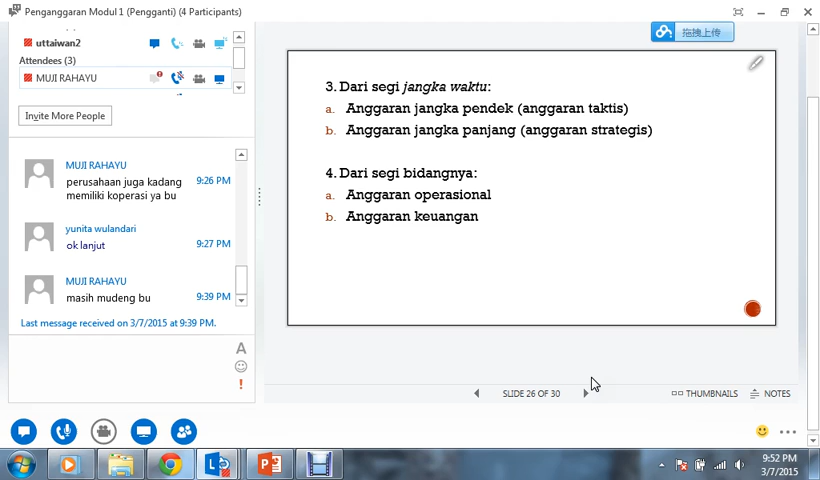 Penganggaran Modul 1 (Pengganti) (4 Participants)
uttaiwan2
Attendees (3)
MUJI RAHAYU
Invite More People
MUJI RAHAYU
perusahaan juga kadang 9:26 PM
memiliki koperasi ya bu
yunita wulandari
ok lanjut 9:27 PM
MUJI RAHAYU
masih mudeng bu 9:39 PM
Last message received on 3/7/2015 at 9:39 PM.
A
拖拽上传
3. Dari segi jangka waktu:
a. Anggaran jangka pendek (anggaran taktis)
b. Anggaran jangka panjang (anggaran strategis)
4. Dari segi bidangnya:
a. Anggaran operasional
b. Anggaran keuangan
SLIDE 26 OF 30
THUMBNAILS
NOTES
9:52 PM
3/7/2015